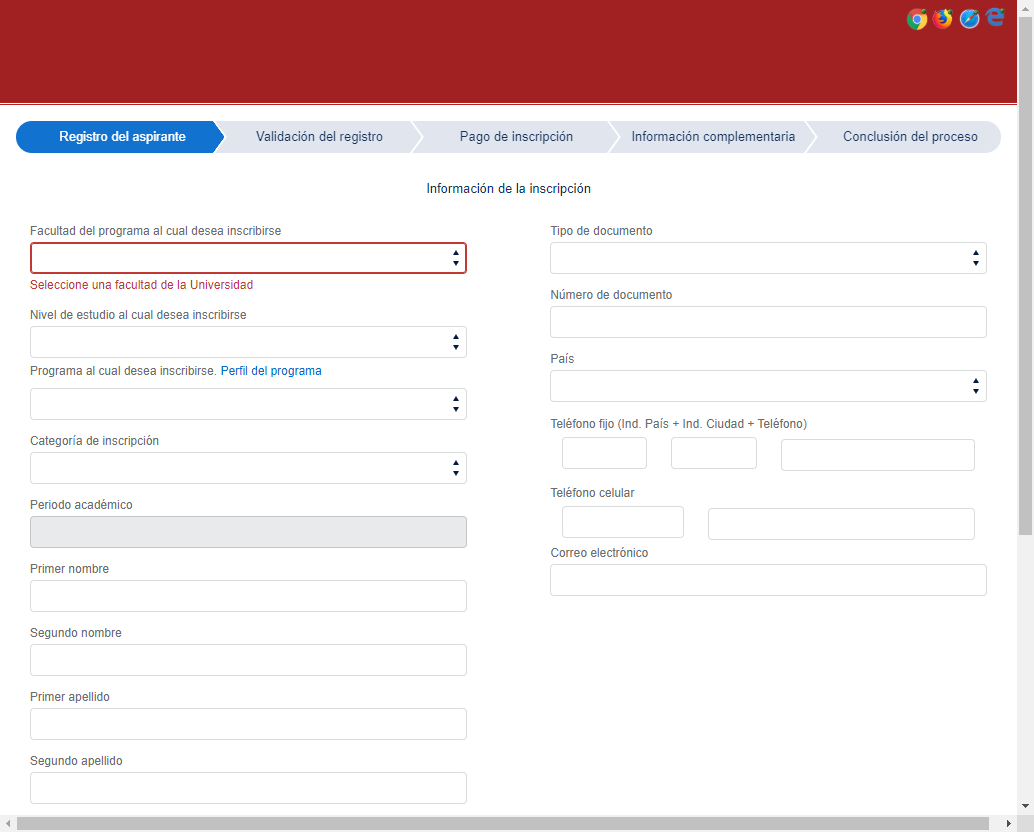 Registro del aspirante
Validación del registro
Pago de inscripción
Información complementaria
Conclusión del proceso
Información de la inscripción
Facultad del programa al cual desea inscribirse
Seleccione una facultad de la Universidad
Nivel de estudio al cual desea inscribirse
Programa al cual desea inscribirse. Perfil del programa
Categoría de inscripción
Periodo académico
Primer nombre
Segundo nombre
Primer apellido
Segundo apellido
Tipo de documento
Número de documento
País
Teléfono fijo (Ind. País + Ind. Ciudad + Teléfono)
Teléfono celular
Correo electrónico